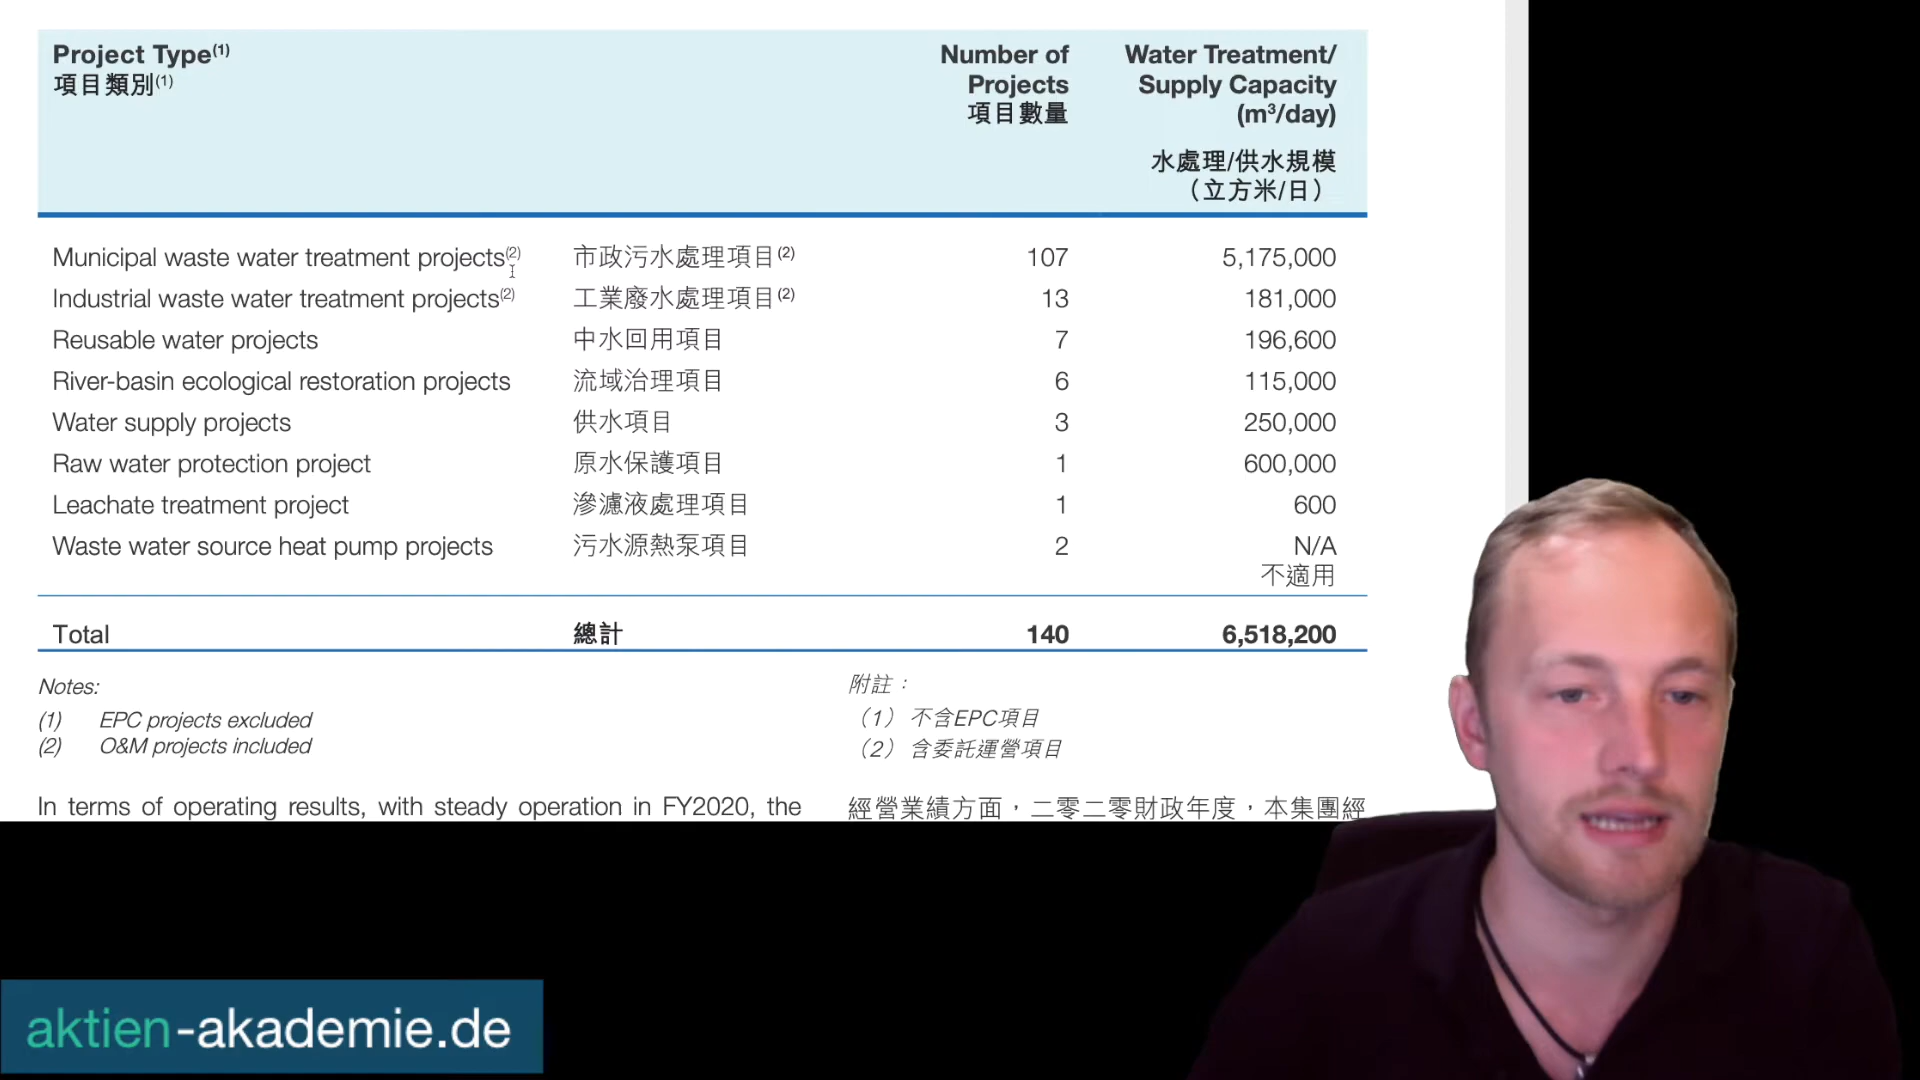 Project Type(1)
項目類別(1)
Number of
Projects
項目數量
Water Treatment/
Supply Capacity
(m³/day)
水處理/供水規模
（立方米/日）
Municipal waste water treatment projects(2) 市政污水處理項目(2) 107 5,175,000
Industrial waste water treatment projects(2) 工業廢水處理項目(2) 13 181,000
Reusable water projects 中水回用項目 7 196,600
River-basin ecological restoration projects 流域治理項目 6 115,000
Water supply projects 供水項目 3 250,000
Raw water protection project 原水保護項目 1 600,000
Leachate treatment project 滲濾液處理項目 1 600
Waste water source heat pump projects 污水源熱泵項目 2 N/A
不適用
Total 總計 140 6,518,200
Notes:
(1) EPC projects excluded
(2) O&M projects included
附註：
（1）不含EPC項目
（2）含委託運營項目
In terms of operating results, with steady operation in FY2020, the
經營業績方面，二零二零財政年度，本集團經
aktien-akademie.de